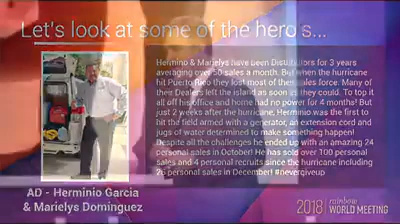 Let's look at some of the hero's...
Herminio & Marielys have been Distributors for 3 years
averaging over 50 sales a month. But when the hurricane
hit Puerto Rico they lost most of their sales force. Many of
their Dealers left the island as soon as they could. To top it
all off his office and home had no power for 4 months! But
just 2 weeks after the hurricane, Herminio was the first to
hit the field armed with a generator, an extension cord and
jugs of water determined to make something happen!
Despite all the challenges he ended up with an amazing 24
personal sales in October! He has sold over 100 personal
sales and 4 personal recruits since the hurricane including
26 personal sales in December! #nevergiveup
AD - Herminio Garcia
& Marielys Dominguez
2018 rainbow
WORLD MEETING